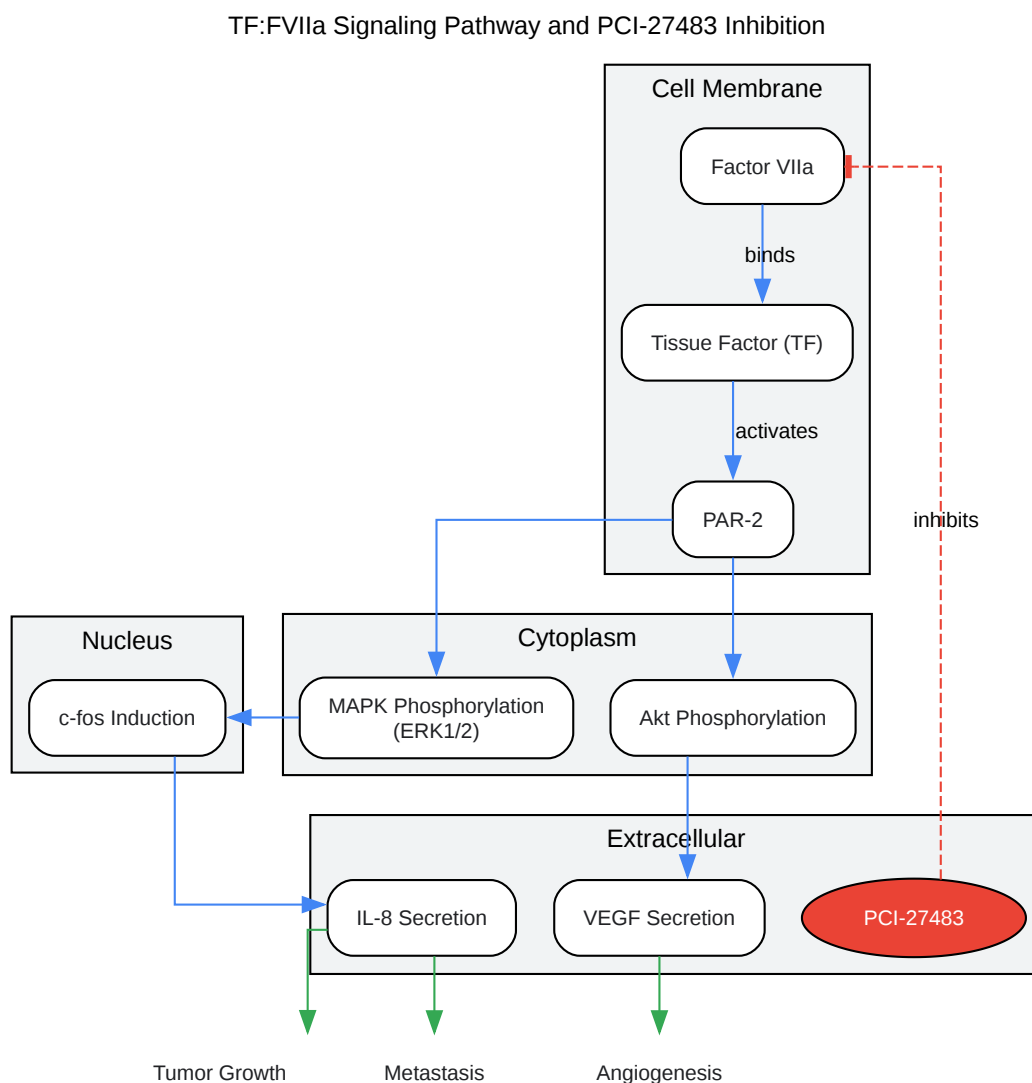 TF:FVIIa Signaling Pathway and PCI-27483 Inhibition
Cell Membrane
Factor VIIa
binds
Tissue Factor (TF)
activates
PAR-2
inhibits
Nucleus
Cytoplasm
c-fos Induction
MAPK Phosphorylation
(ERK1/2)
Akt Phosphorylation
Extracellular
IL-8 Secretion
VEGF Secretion
PCI-27483
Tumor Growth
Metastasis
Angiogenesis